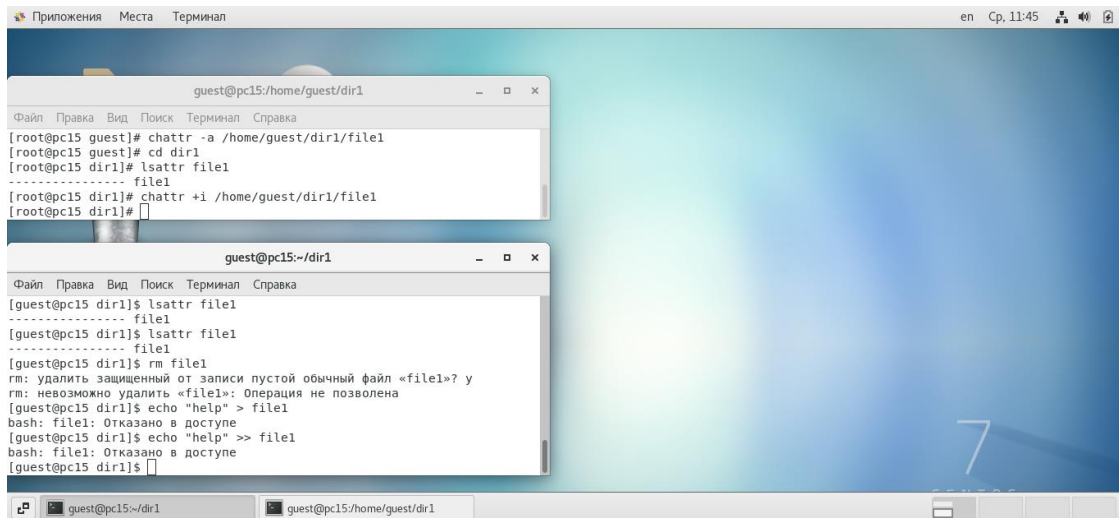 Приложения Места Терминал en Ср, 11:45
guest@pc15:/home/guest/dir1
Файл Правка Вид Поиск Терминал Справка
[root@pc15 guest]# chattr -a /home/guest/dir1/file1
[root@pc15 guest]# cd dir1
[root@pc15 dir1]# lsattr file1
---------------- file1
[root@pc15 dir1]# chattr +i /home/guest/dir1/file1
[root@pc15 dir1]#
guest@pc15:~/dir1
Файл Правка Вид Поиск Терминал Справка
[guest@pc15 dir1]$ lsattr file1
---------------- file1
[guest@pc15 dir1]$ lsattr file1
---------------- file1
[guest@pc15 dir1]$ rm file1
rm: удалить защищенный от записи пустой обычный файл «file1»? y
rm: невозможно удалить «file1»: Операция не позволена
[guest@pc15 dir1]$ echo "help" > file1
bash: file1: Отказано в доступе
[guest@pc15 dir1]$ echo "help" >> file1
bash: file1: Отказано в доступе
[guest@pc15 dir1]$
7
guest@pc15:~/dir1 guest@pc15:/home/guest/dir1